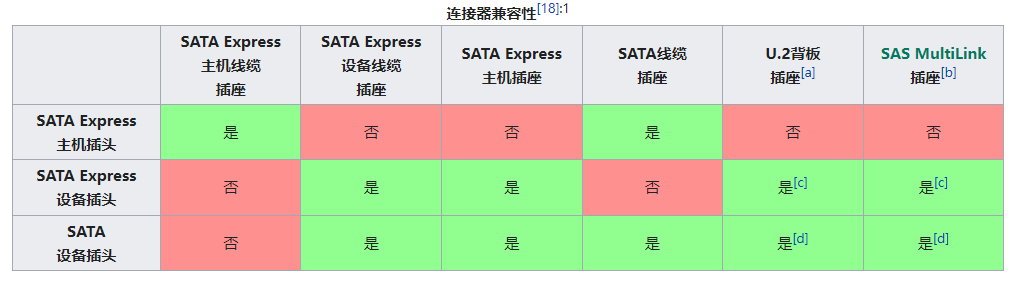 连接器兼容性[18]:1
SATA Express 主机线缆 插座 SATA Express 设备线缆 插座 SATA Express 主机插座 SATA线缆 插座 U.2背板 插座[a] SAS MultiLink 插座[b]
SATA Express 主机插头 是 否 否 是 否 否
SATA Express 设备插头 否 是 是 否 是[c] 是[c]
SATA 设备插头 否 是 是 是 是[d] 是[d]